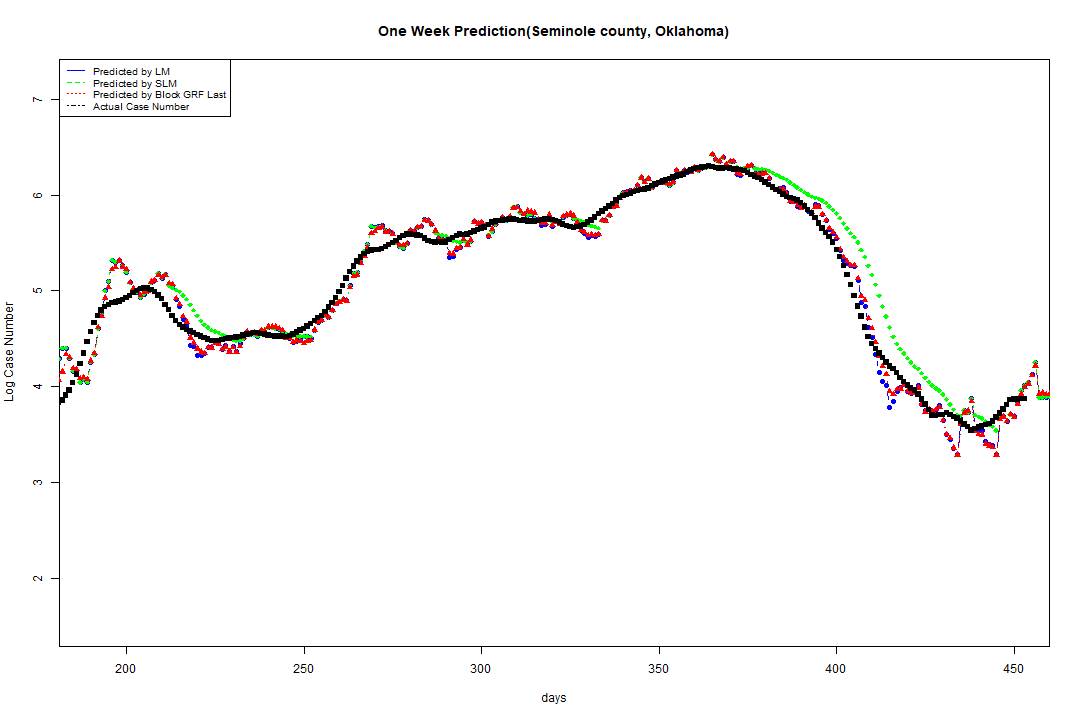 One Week Prediction(Seminole county, Oklahoma)
Predicted by LM
Predicted by SLM
Predicted by Block GRF Last
Actual Case Number
7
6
5
4
3
2
Log Case Number
200 250 300 350 400 450
days